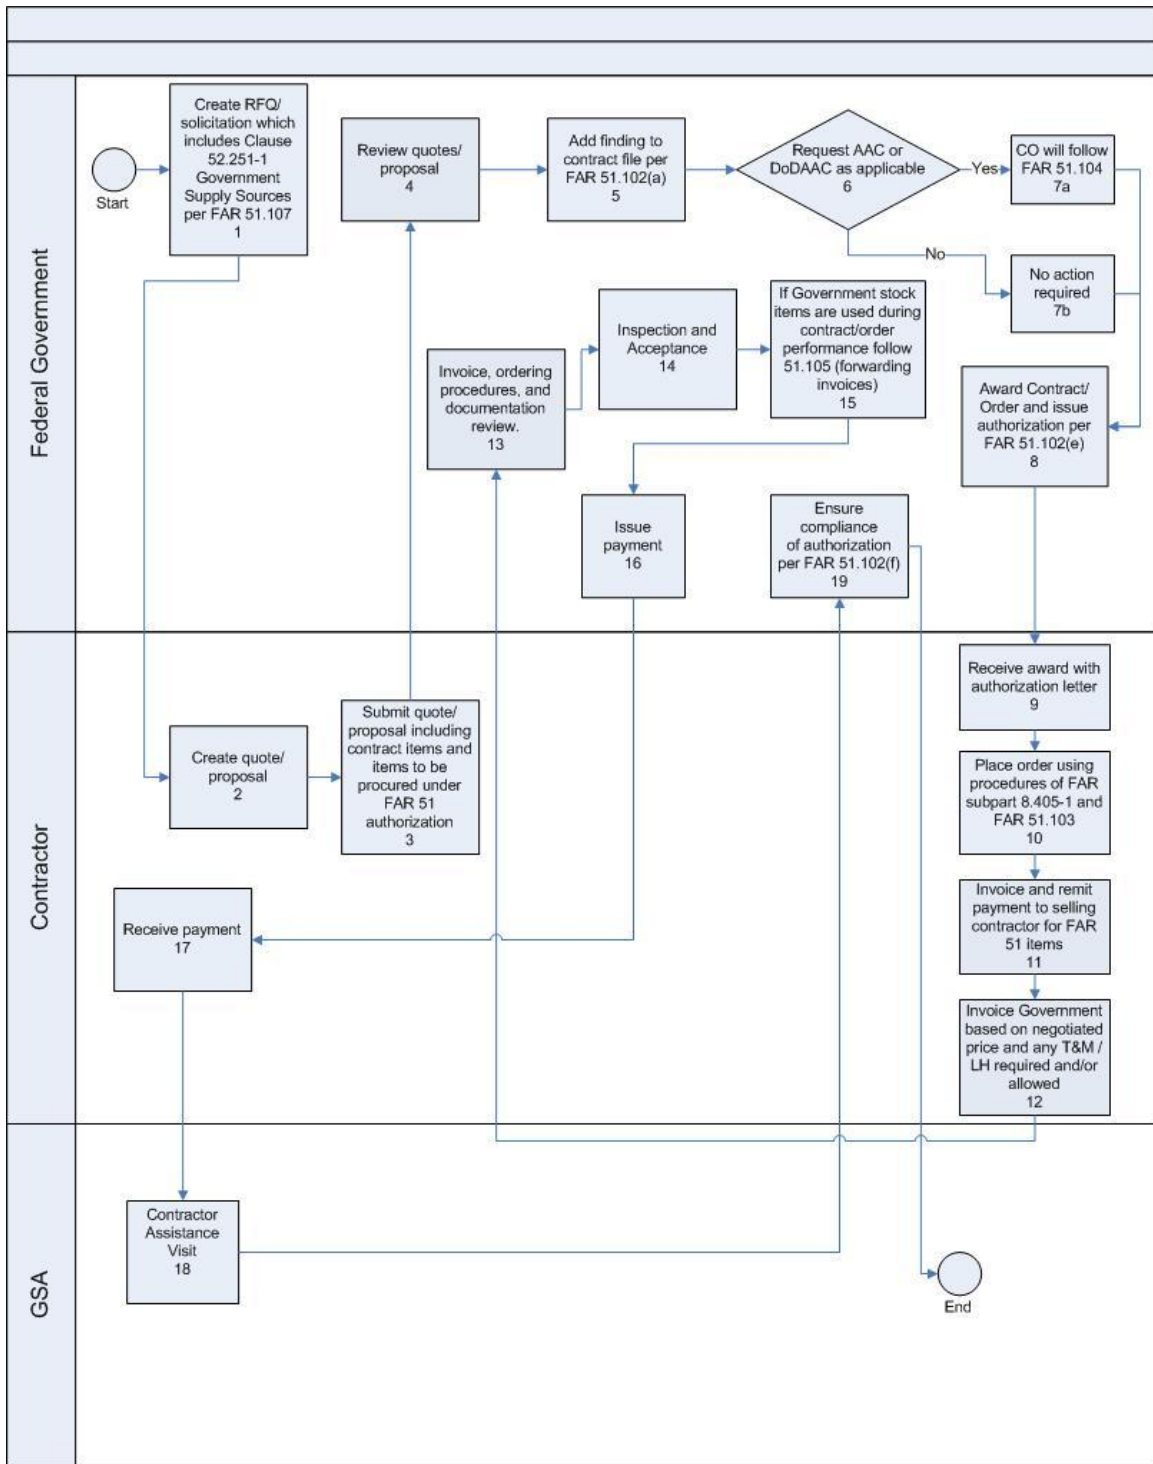 Federal Government
Start
Create RFQ/
solicitation which
includes Clause
52.251-1
Government
Supply Sources
per FAR 51.107
1
Review quotes/
proposal
4
Add finding to
contract file per
FAR 51.102(a)
5
Request AAC or
DoDAAC as applicable
6
Yes
CO will follow
FAR 51.104
7a
No
No action
required
7b
Invoice, ordering
procedures, and
documentation
review.
13
Inspection and
Acceptance
14
If Government stock
items are used during
contract/order
performance follow
51.105 (forwarding
invoices)
15
Award Contract/
Order and issue
authorization per
FAR 51.102(e)
8
Issue
payment
16
Ensure
compliance
of authorization
per FAR 51.102(f)
19
Contractor
Create quote/
proposal
2
Submit quote/
proposal including
contract items and
items to be
procured under
FAR 51
authorization
3
Receive award with
authorization letter
9
Place order using
procedures of FAR
subpart 8.405-1 and
FAR 51.103
10
Invoice and remit
payment to selling
contractor for FAR
51 items
11
Receive payment
17
Invoice Government
based on negotiated
price and any T&M /
LH required and/or
allowed
12
GSA
Contractor
Assistance
Visit
18
End